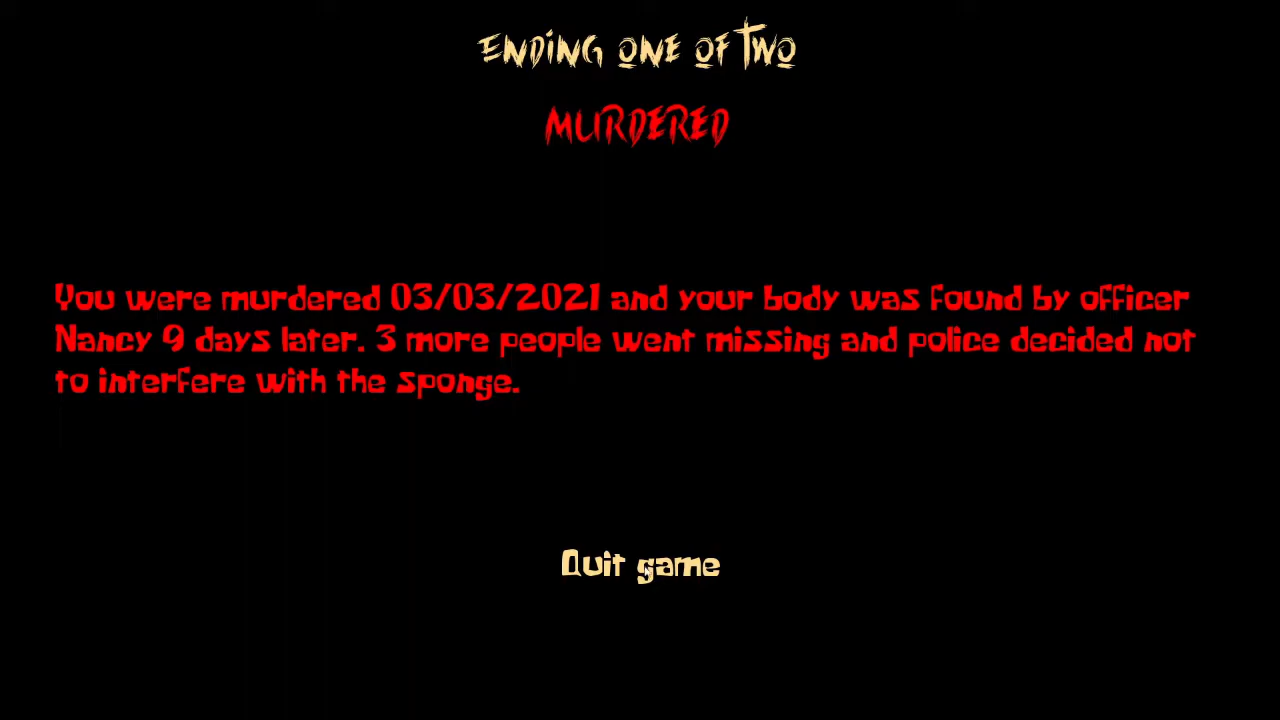 ENDING ONE OF TWO
MURDERED
You were murdered 03/03/2021 and your body was found by officer
Nancy 9 days later. 3 more people went missing and police decided not
to interfere with the sponge.
Quit game